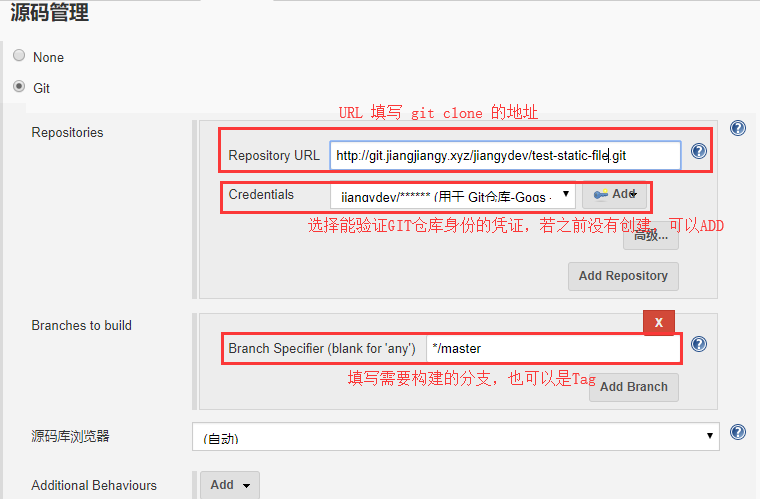 源码管理
None
Git
URL 填写 git clone 的地址
Repositories
Repository URL http://git.jiangjiangy.xyz/jiangydev/test-static-file.git
Credentials jiangydev/****** (用于 Git仓库-Gogs - Add
选择能验证GIT仓库身份的凭证，若之前没有创建，可以ADD
高级...
Add Repository
Branches to build
X
Branch Specifier (blank for 'any') */master
填写需要构建的分支，也可以是Tag
Add Branch
源码库浏览器 (自动)
Additional Behaviours Add